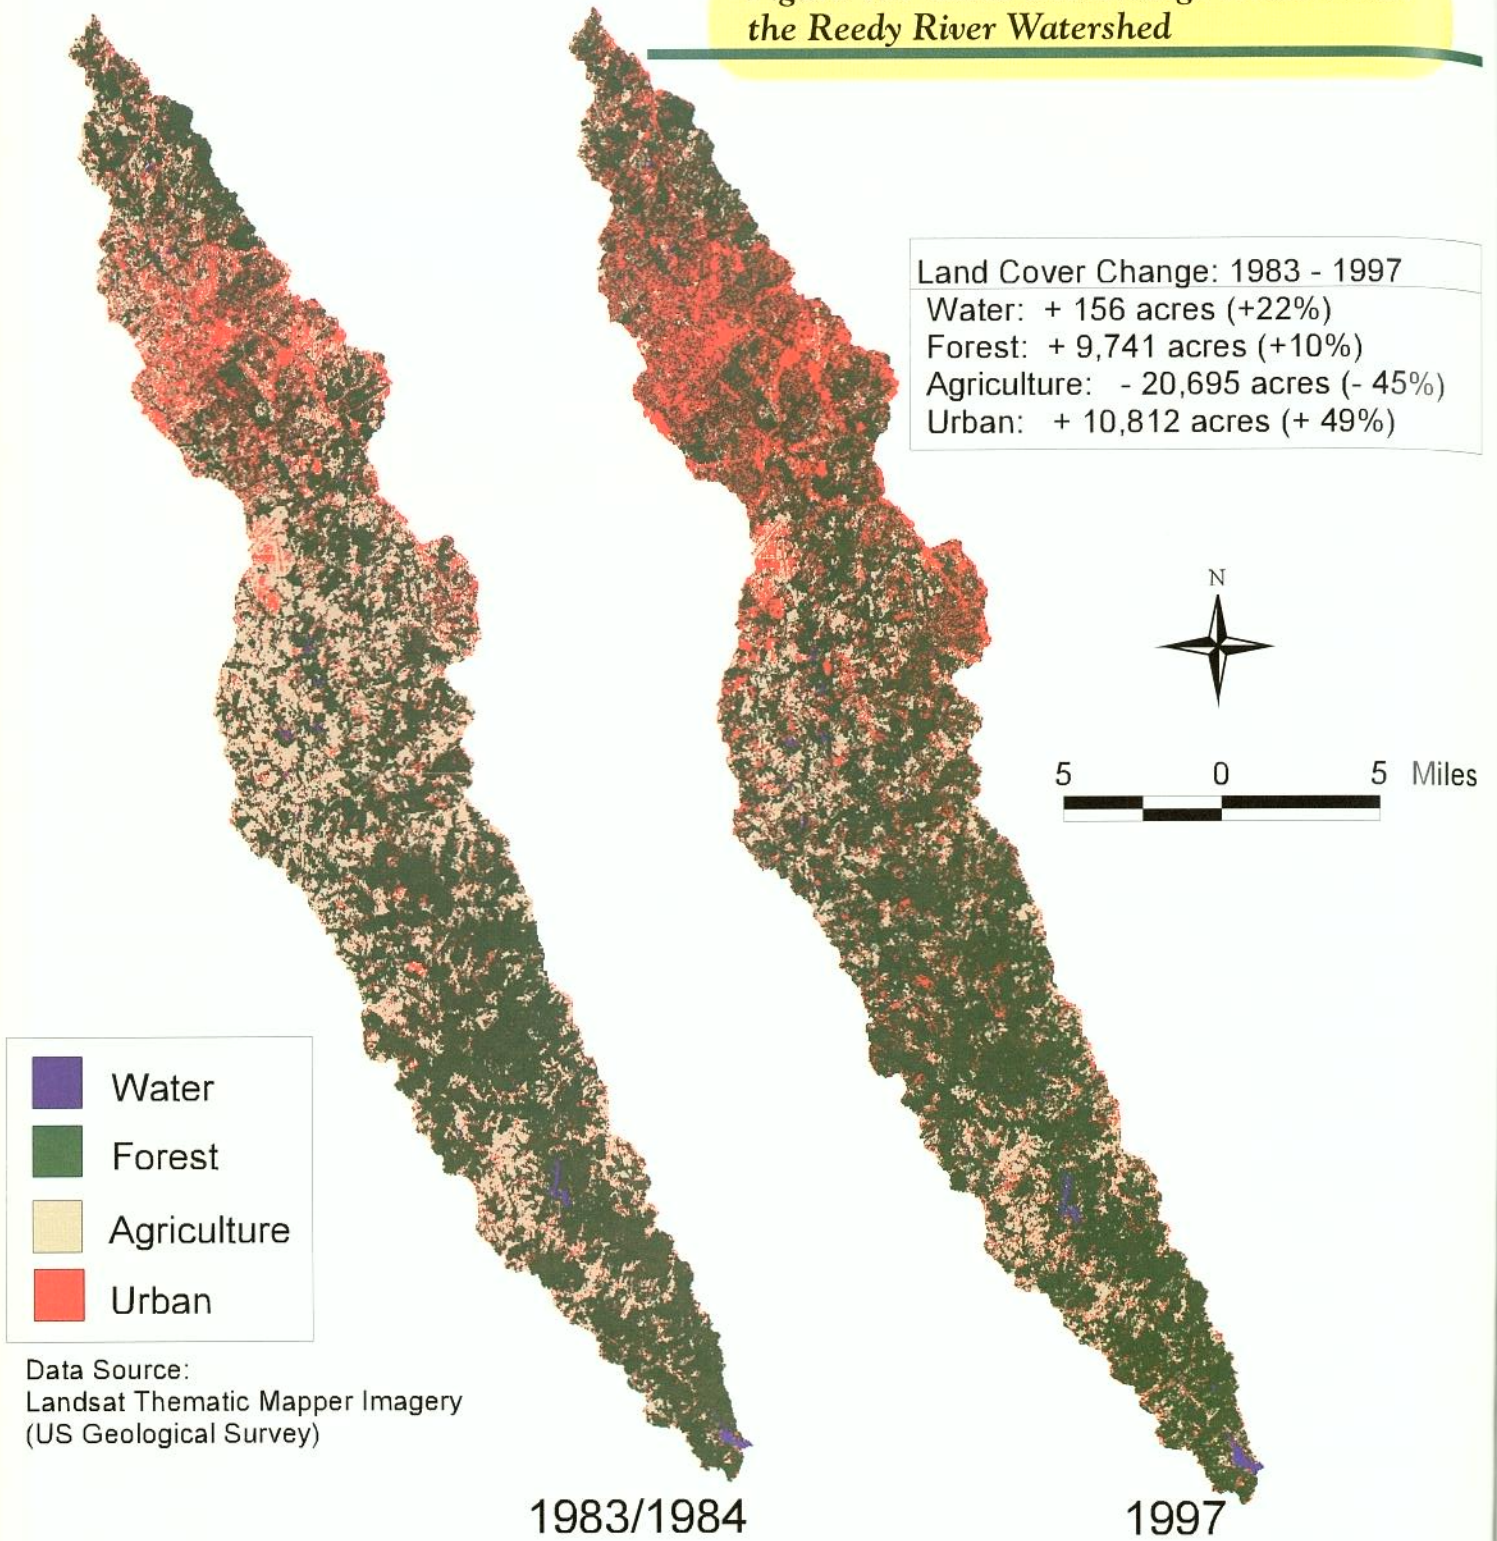 the Reedy River Watershed
Land Cover Change: 1983 - 1997
Water: + 156 acres (+22%)
Forest: + 9,741 acres (+10%)
Agriculture: - 20,695 acres (- 45%)
Urban: + 10,812 acres (+ 49%)
N
5 0 5 Miles
Water
Forest
Agriculture
Urban
Data Source:
Landsat Thematic Mapper Imagery
(US Geological Survey)
1983/1984
1997